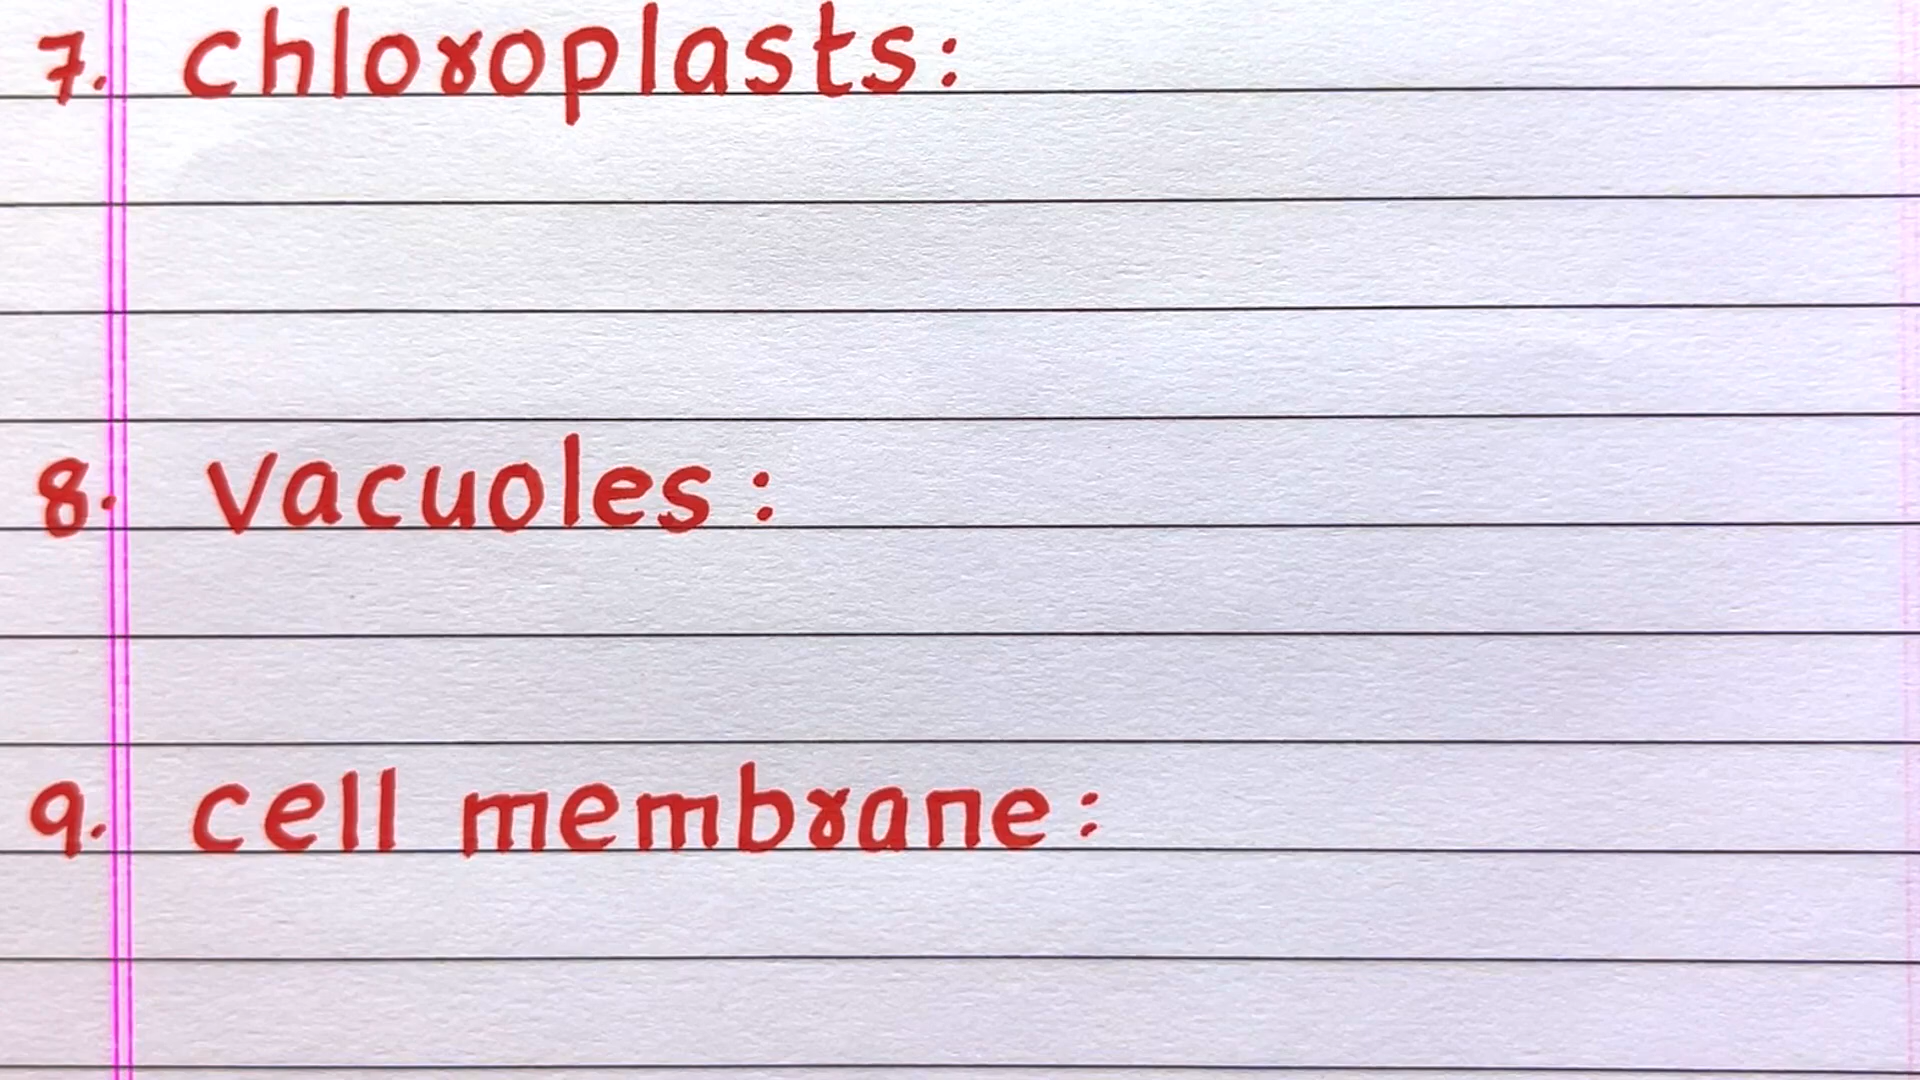 7. chloroplasts:
8. vacuoles:
9. cell membrane: